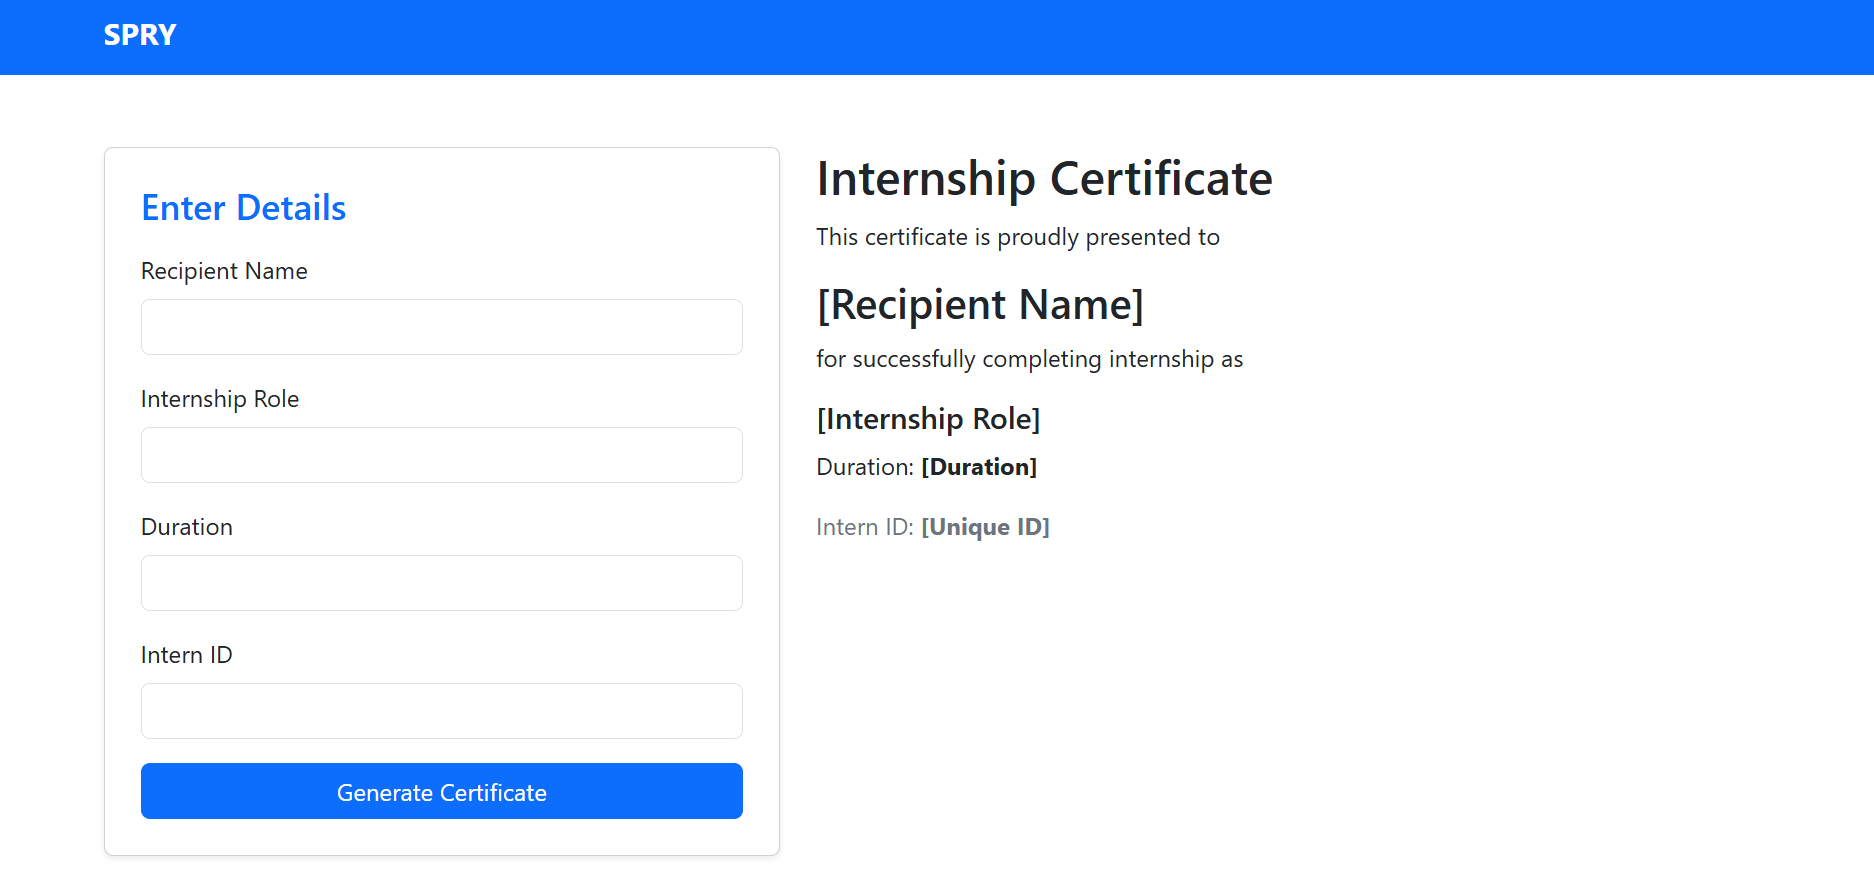 SPRY
Enter Details
Recipient Name
Internship Role
Duration
Intern ID
Generate Certificate
Internship Certificate
This certificate is proudly presented to
[Recipient Name]
for successfully completing internship as
[Internship Role]
Duration: [Duration]
Intern ID: [Unique ID]